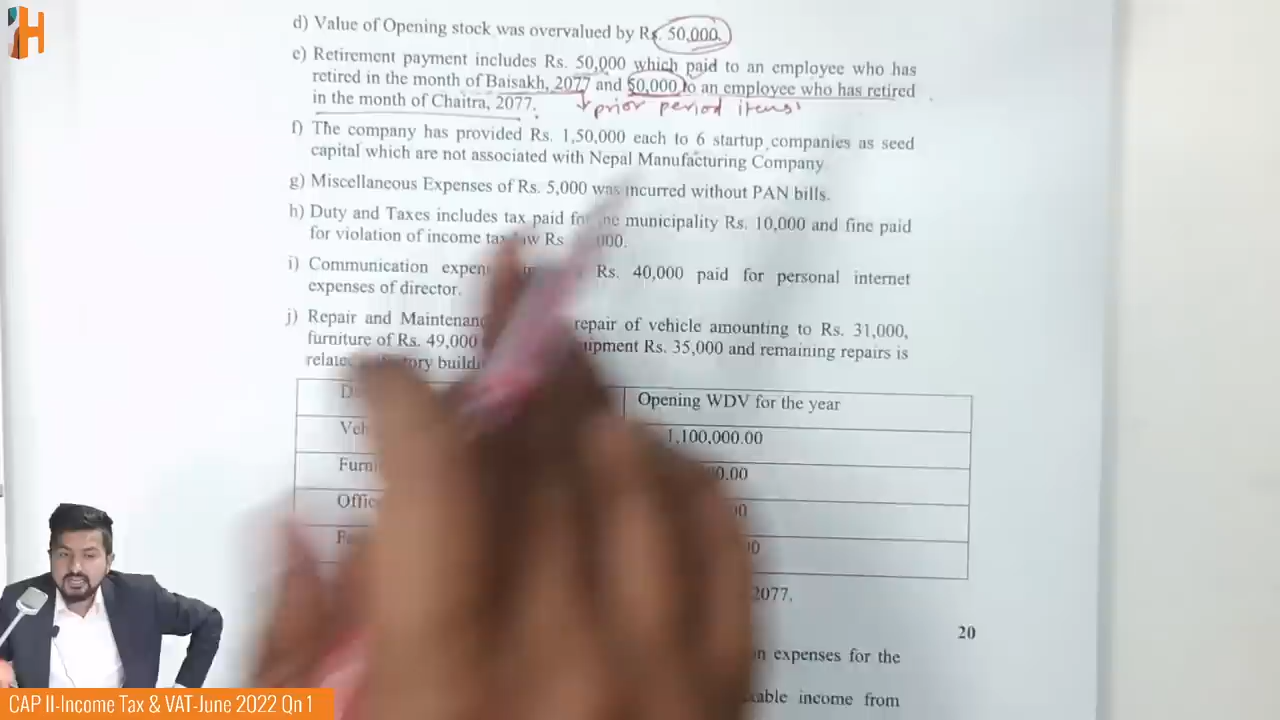 H
d) Value of Opening stock was overvalued by Rs. 50,000.
e) Retirement payment includes Rs. 50,000 which paid to an employee who has
retired in the month of Baisakh, 2077 and 50,000 to an employee who has retired
in the month of Chaitra, 2077.
prior period items
f) The company has provided Rs. 1,50,000 each to 6 startup companies as seed
capital which are not associated with Nepal Manufacturing Company
g) Miscellaneous Expenses of Rs. 5,000 was incurred without PAN bills.
h) Duty and Taxes includes tax paid for the municipality Rs. 10,000 and fine paid
for violation of income tax law Rs
i) Communication Rs. 40,000 paid for personal internet
expenses of director.
j) Repair and repair of vehicle amounting to Rs. 31,000,
furniture of Rs. 49,000 Rs. 35,000 and remaining repairs is
Opening WDV for the year
1,100,000.00
2077.
20
expenses for the
income from
CAP II-Income Tax & VAT-June 2022 Qn 1